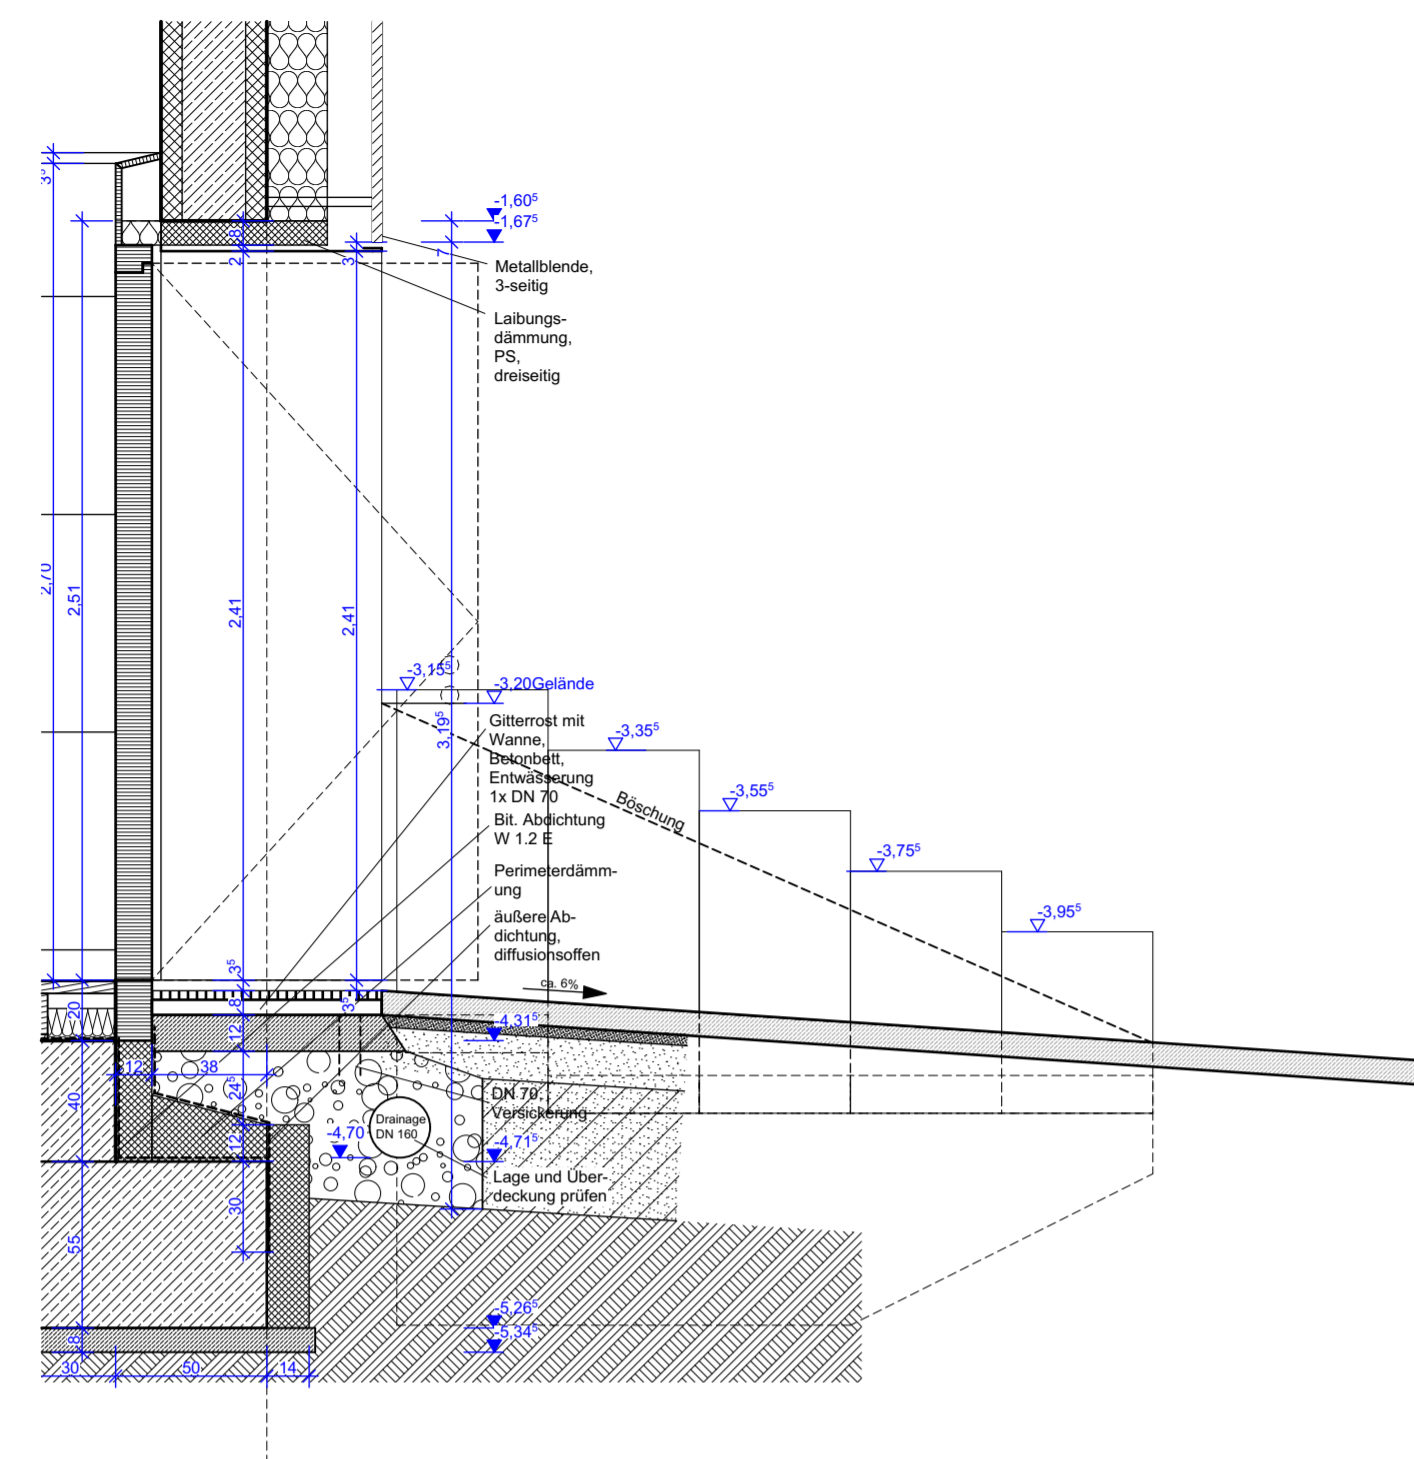 3⁵
-1,60⁵
-1,67⁵
8
2
3
7
Metallblende,
3-seitig
Laibungs-
dämmung,
PS,
dreiseitig
2,70
2,51
2,41
2,41
-3,15⁵
-3,20Gelände
3,19⁵
Gitterrost mit
Wanne,
Betonbett,
Entwässerung
1x DN 70
-3,35⁵
Böschung
-3,55⁵
Bit. Abdichtung
W 1.2 E
-3,75⁵
Perimeterdämm-
ung
äußere Ab-
dichtung,
diffusionsoffen
-3,95⁵
3⁵
ca. 6%
20
8
3⁵
12
-4,31⁵
12
38
24⁵
40
DN 70,
Versickerung
Drainage
DN 160
-4,70
12
-4,71⁵
Lage und Über-
deckung prüfen
30
55
-5,26⁵
8
-5,34⁵
30
50
14